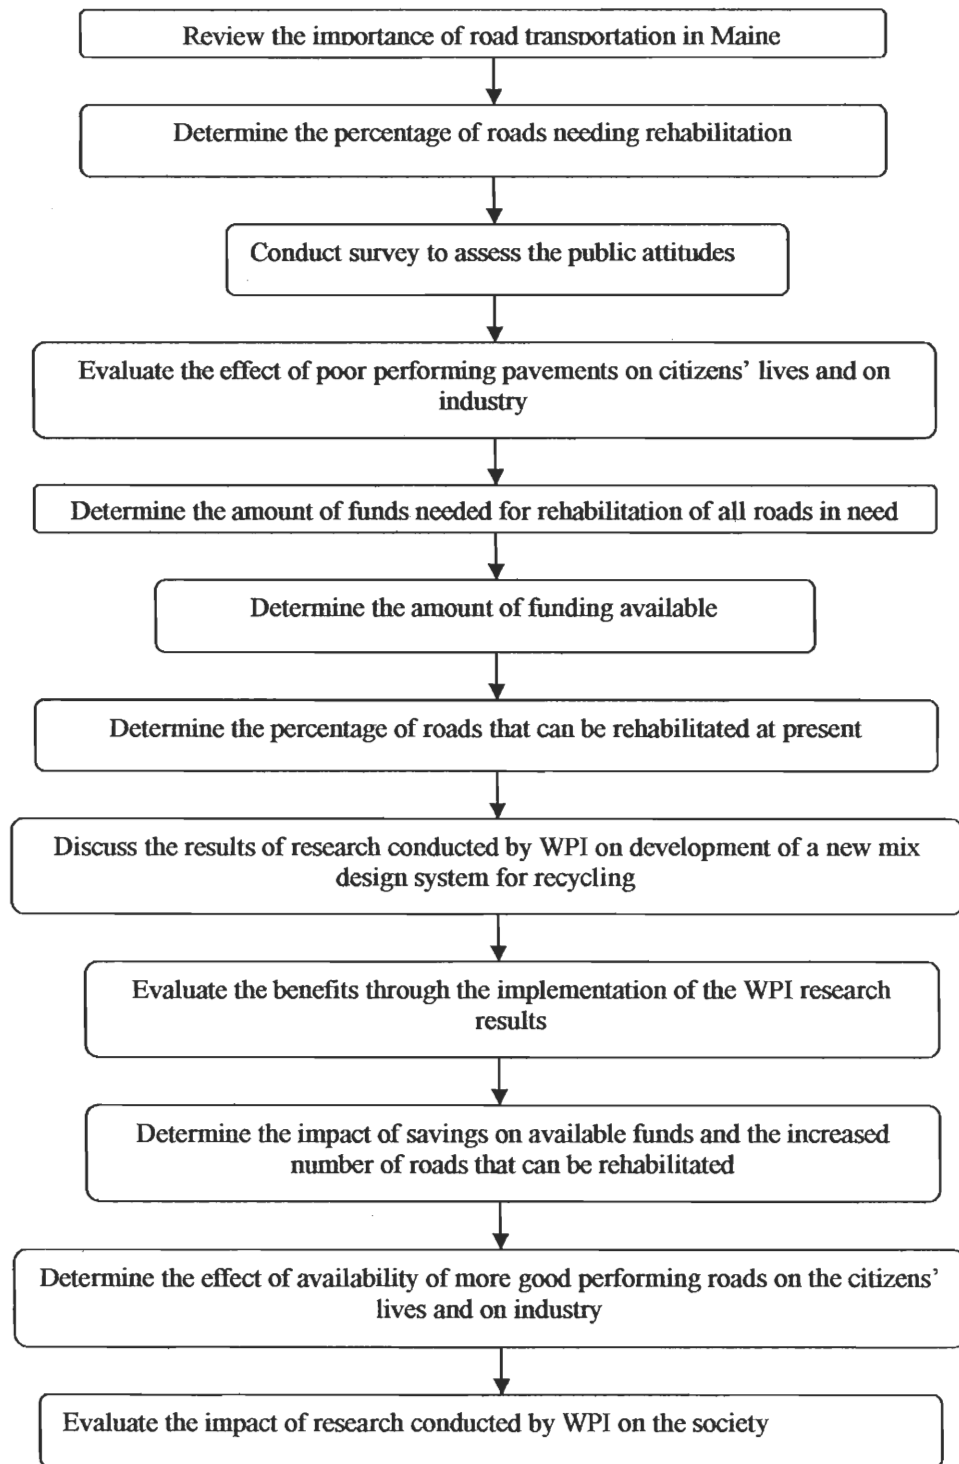 Review the importance of road transportation in Maine
Determine the percentage of roads needing rehabilitation
Conduct survey to assess the public attitudes
Evaluate the effect of poor performing pavements on citizens’ lives and on
industry
Determine the amount of funds needed for rehabilitation of all roads in need
Determine the amount of funding available
Determine the percentage of roads that can be rehabilitated at present
Discuss the results of research conducted by WPI on development of a new mix
design system for recycling
Evaluate the benefits through the implementation of the WPI research
results
Determine the impact of savings on available funds and the increased
number of roads that can be rehabilitated
Determine the effect of availability of more good performing roads on the citizens’
lives and on industry
Evaluate the impact of research conducted by WPI on the society